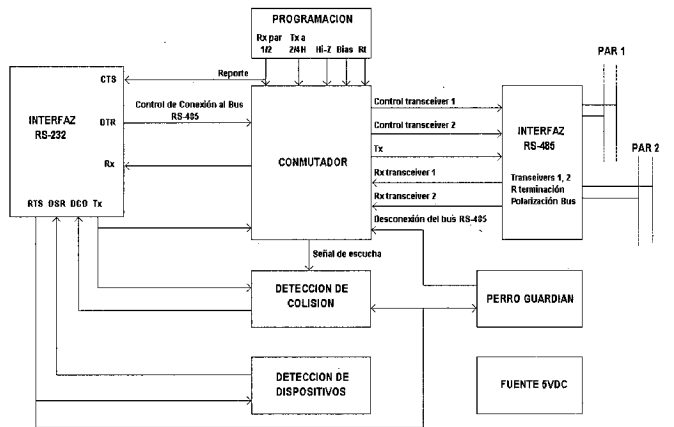 PROGRAMACION
Rx par Tx a
1/2 2/4H Hi-Z Bias Rt
PAR 1
Reporte
CTS
INTERFAZ
RS-232
Control de Conexión al Bus
RS-485
DTR
Rx
RTS DSR DCD Tx
CONMUTADOR
Control transceiver 1
Control transceiver 2
Tx
Rx transceiver 1
Rx transceiver 2
Desconexión del bus RS-485
INTERFAZ
RS-485
Transeivers 1, 2
R terminación
Polarización Bus
PAR 2
Señal de escucha
DETECCION DE
COLISION
PERRO GUARDIAN
DETECCION DE
DISPOSITIVOS
FUENTE 5VDC